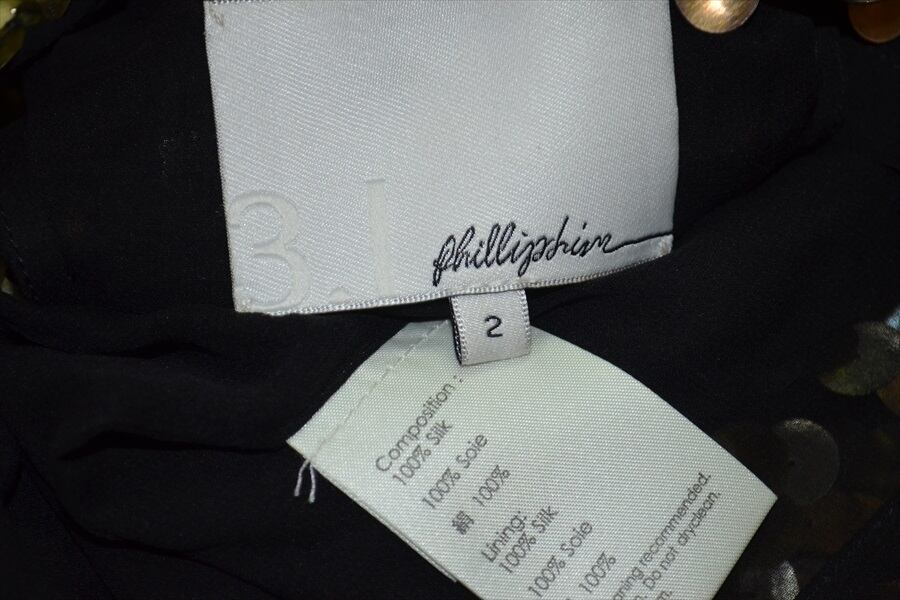 3.1
phillip lim
2
Composition :
100% Silk
100% Soie
絹 100%
Lining:
100% Silk
100% Soie
100%
recommended.
Do not dryclean.